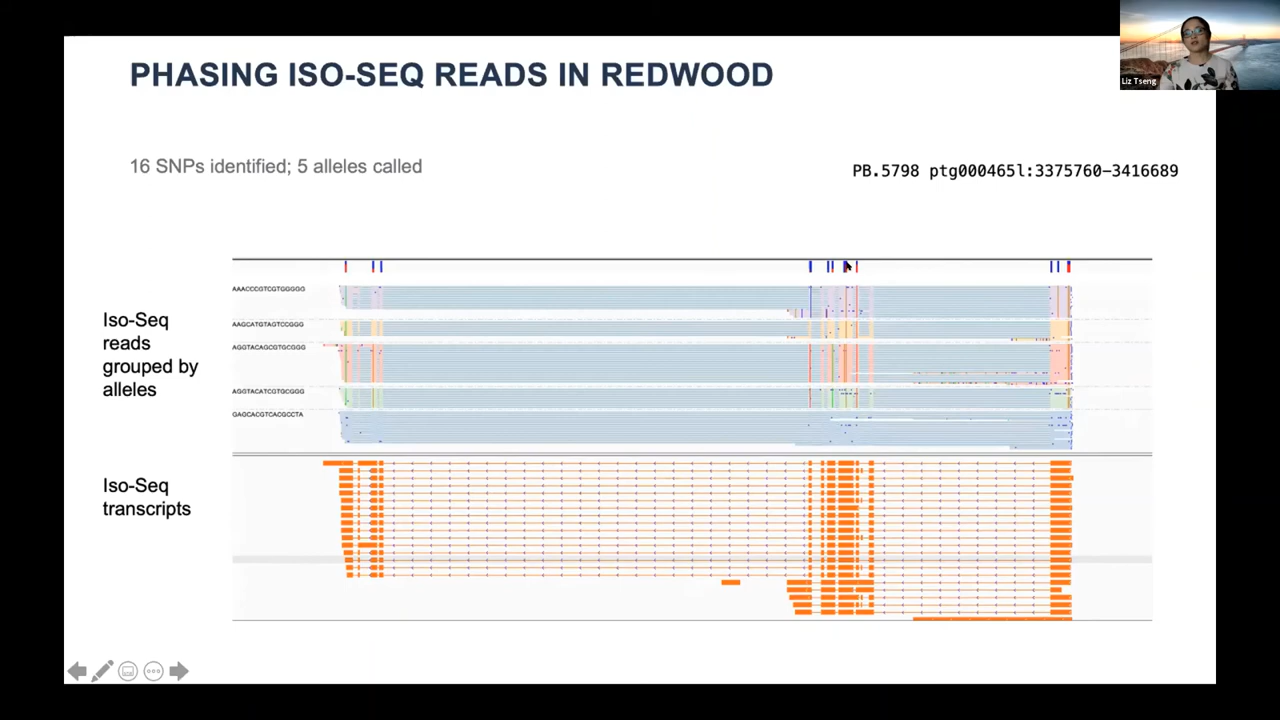 PHASING ISO-SEQ READS IN REDWOOD
Liz Tseng
16 SNPs identified; 5 alleles called
PB.5798 ptg000465l:3375760-3416689
AAACCCGTCGTGGGGG
AAGCATGTAGTCCGGG
AGGTACAGCGTGCGGG
AGGTACATCGTGCGGG
GAGCACGTCACGCCTA
Iso-Seq
reads
grouped by
alleles
Iso-Seq
transcripts